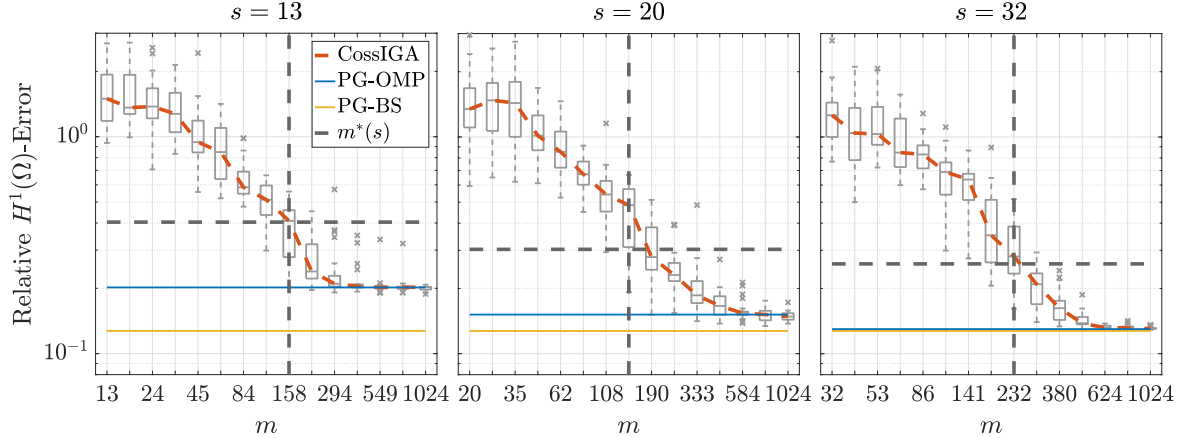 s = 13
s = 20
s = 32
Relative H¹(Ω)-Error
10⁰
10⁻¹
CossIGA
PG-OMP
PG-BS
m*(s)
13 24 45 84 158 294 549 1024
20 35 62 108 190 333 584 1024
32 53 86 141 232 380 624 1024
m
m
m